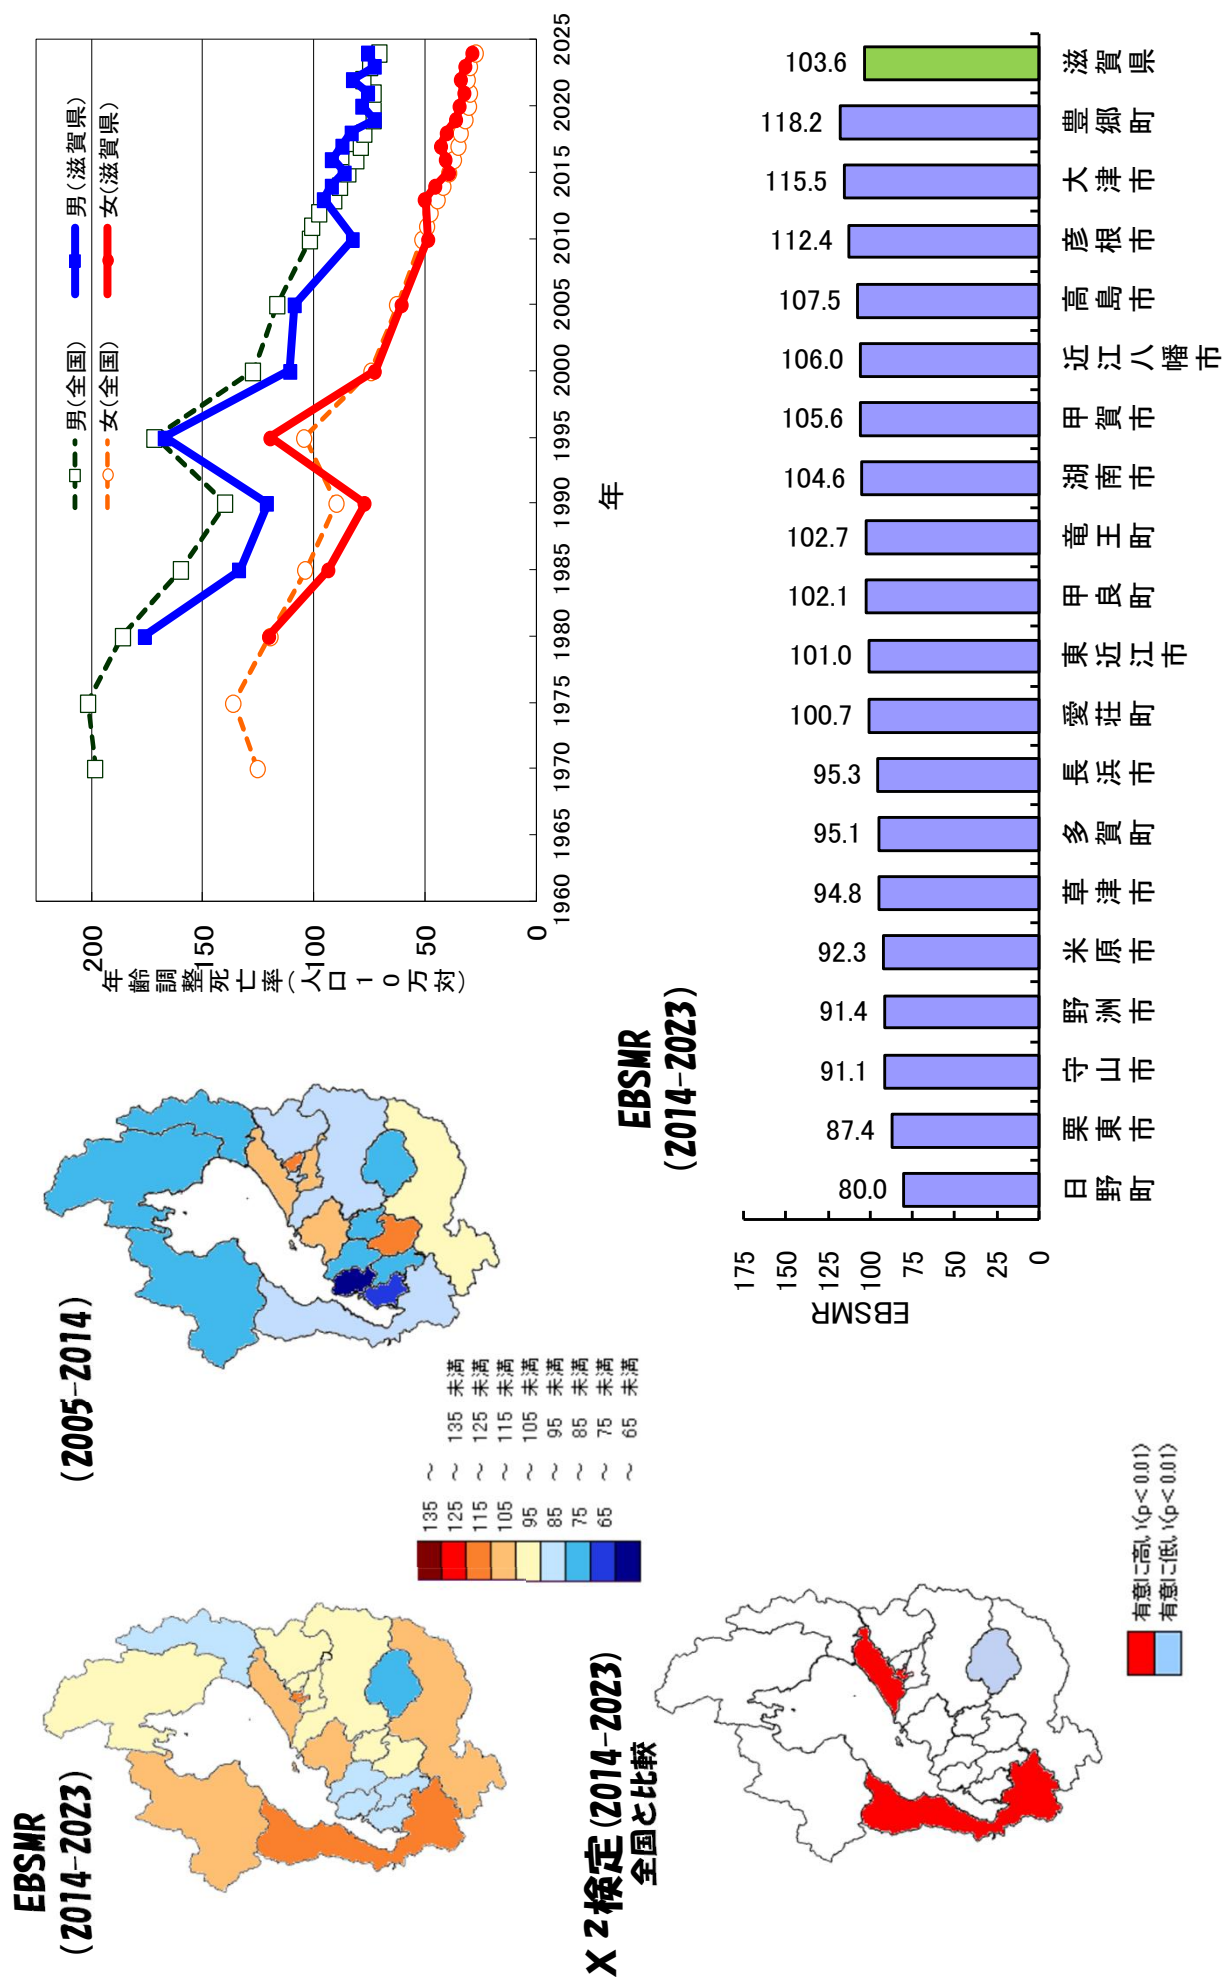 EBSMR
(2014-2023)
(2005-2014)
135 ～
125 ～ 135 未満
115 ～ 125 未満
105 ～ 115 未満
95 ～ 105 未満
85 ～ 95 未満
75 ～ 85 未満
65 ～ 75 未満
～ 65 未満
年齢調整死亡率(人口10万対)
200
150
100
50
0
男(全国)
男(滋賀県)
女(全国)
女(滋賀県)
1960 1965 1970 1975 1980 1985 1990 1995 2000 2005 2010 2015 2020 2025
年
X²検定(2014-2023)
全国と比較
有意に高い(p<0.01)
有意に低い(p<0.01)
EBSMR
(2014-2023)
EBSMR
175
150
125
100
75
50
25
0
80.0 87.4 91.1 91.4 92.3 94.8 95.1 95.3 100.7 101.0 102.1 102.7 104.6 105.6 106.0 107.5 112.4 115.5 118.2 103.6
日野町 栗東市 守山市 野洲市 米原市 草津市 多賀町 長浜市 愛荘町 東近江市 甲良町 竜王町 湖南市 甲賀市 近江八幡市 高島市 彦根市 大津市 豊郷町 滋賀県